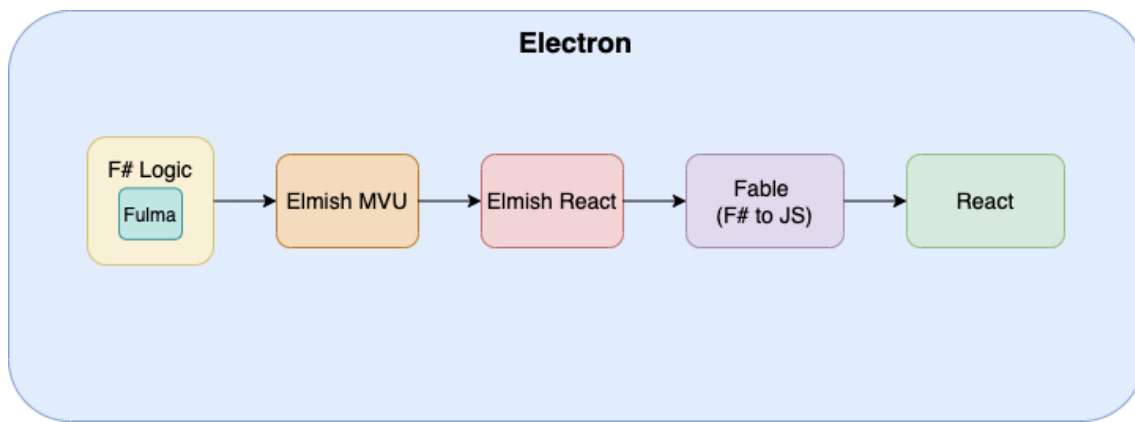 Electron
F# Logic
Fulma
Elmish MVU
Elmish React
Fable
(F# to JS)
React